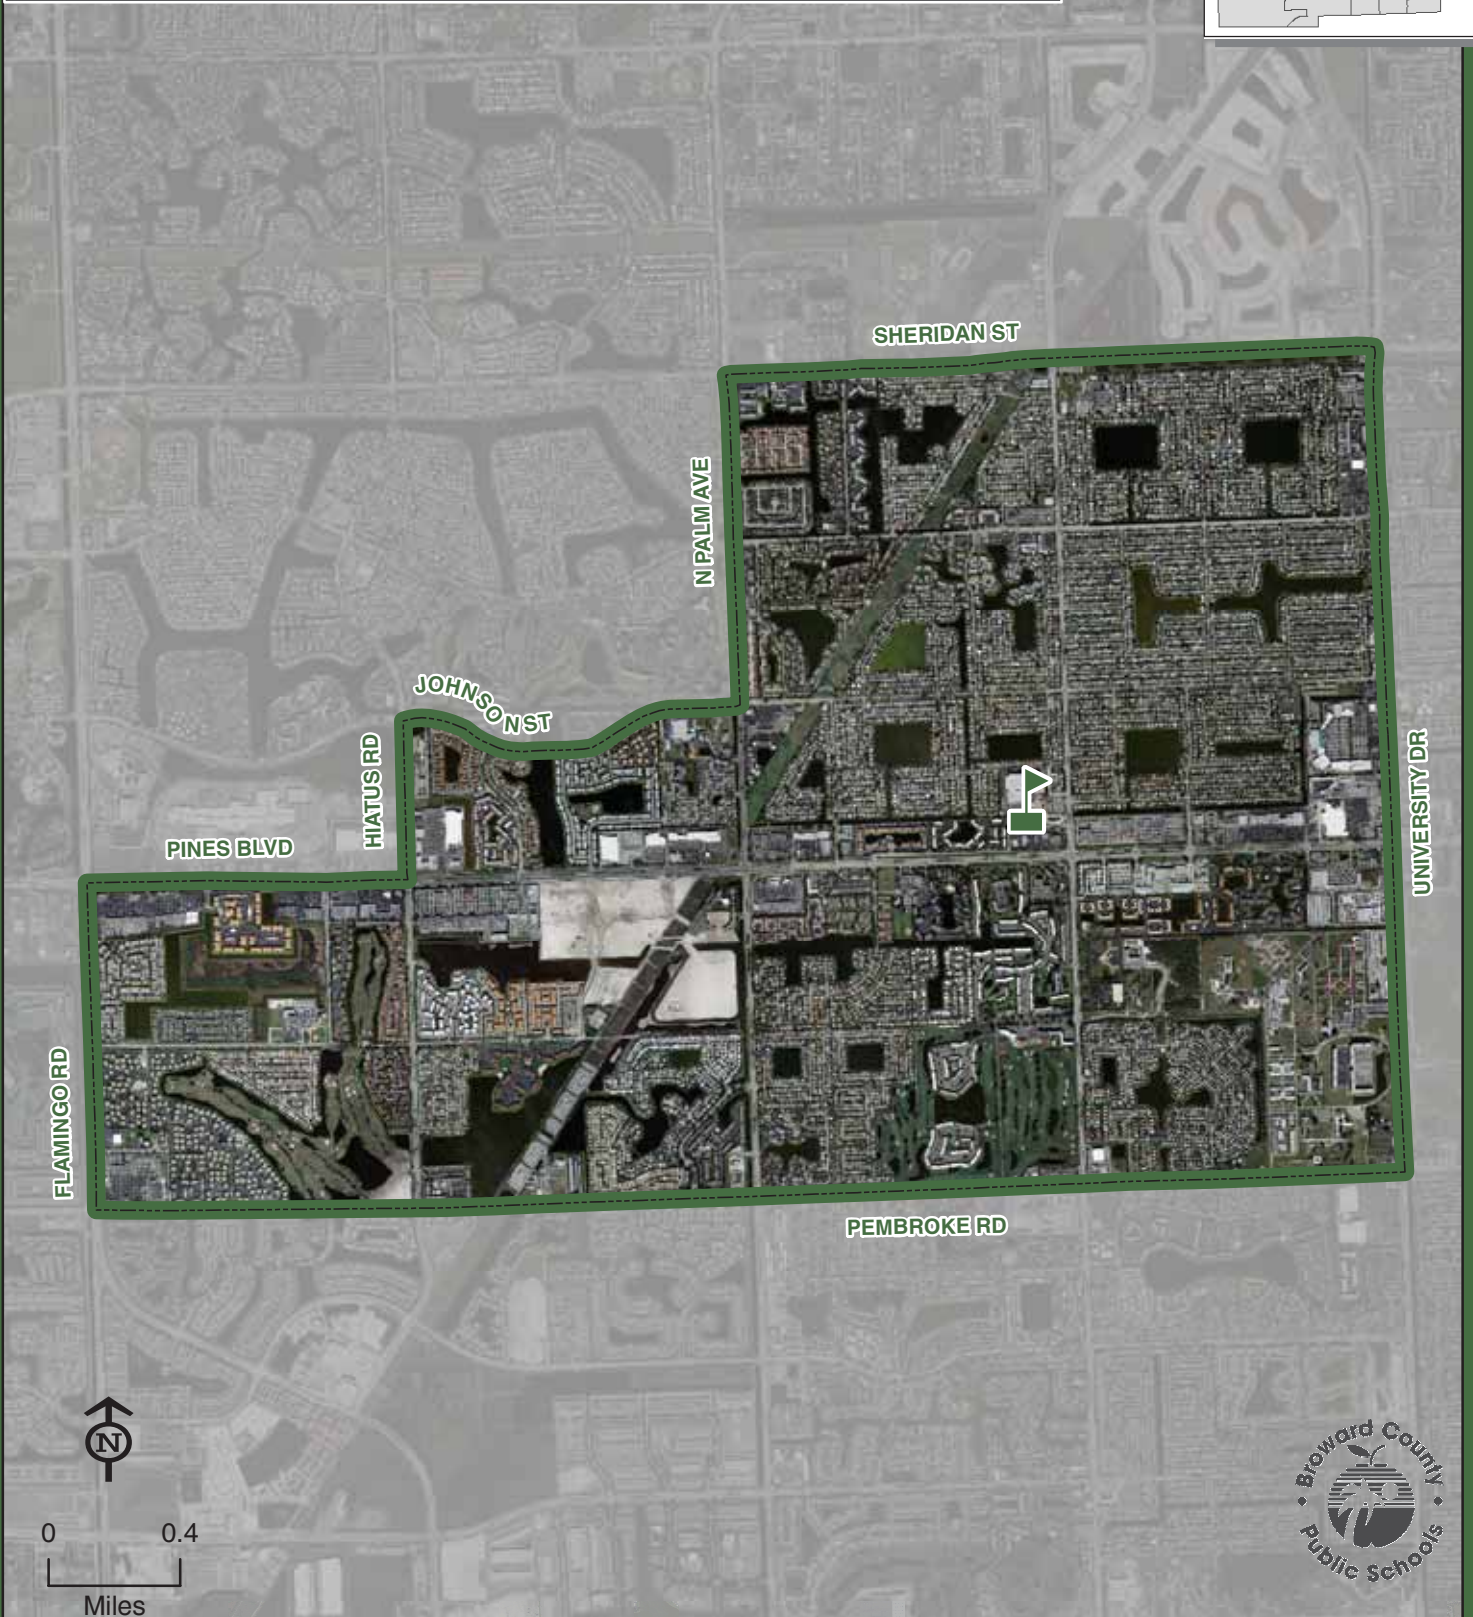 SHERIDAN ST
N PALM AVE
JOHNSON ST
HIATUS RD
UNIVERSITY DR
PINES BLVD
FLAMINGO RD
PEMBROKE RD
N
0 0.4
Miles
Broward County
Public Schools